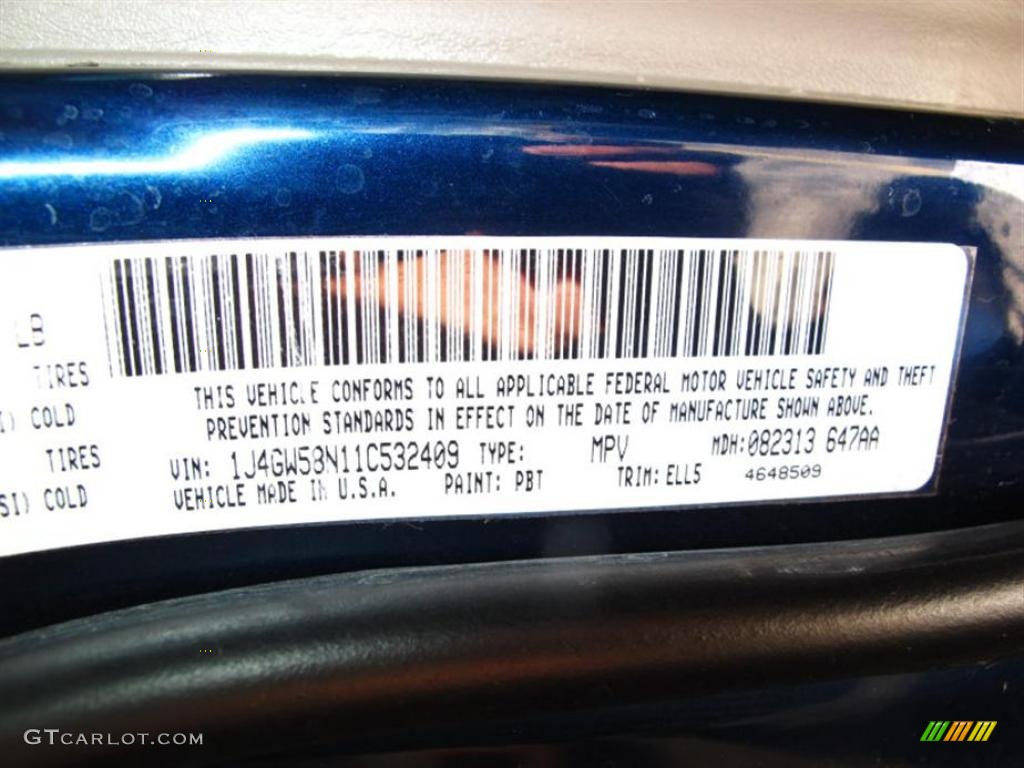 LB
TIRES
I) COLD
TIRES
SI) COLD
THIS VEHICLE CONFORMS TO ALL APPLICABLE FEDERAL MOTOR VEHICLE SAFETY AND THEFT
PREVENTION STANDARDS IN EFFECT ON THE DATE OF MANUFACTURE SHOWN ABOVE.
VIN: 1J4GW58N11C532409 TYPE: MPV MDH:082313 647AA
VEHICLE MADE IN U.S.A. PAINT: PBT TRIM: ELL5 4648509
GTCARLOT.COM